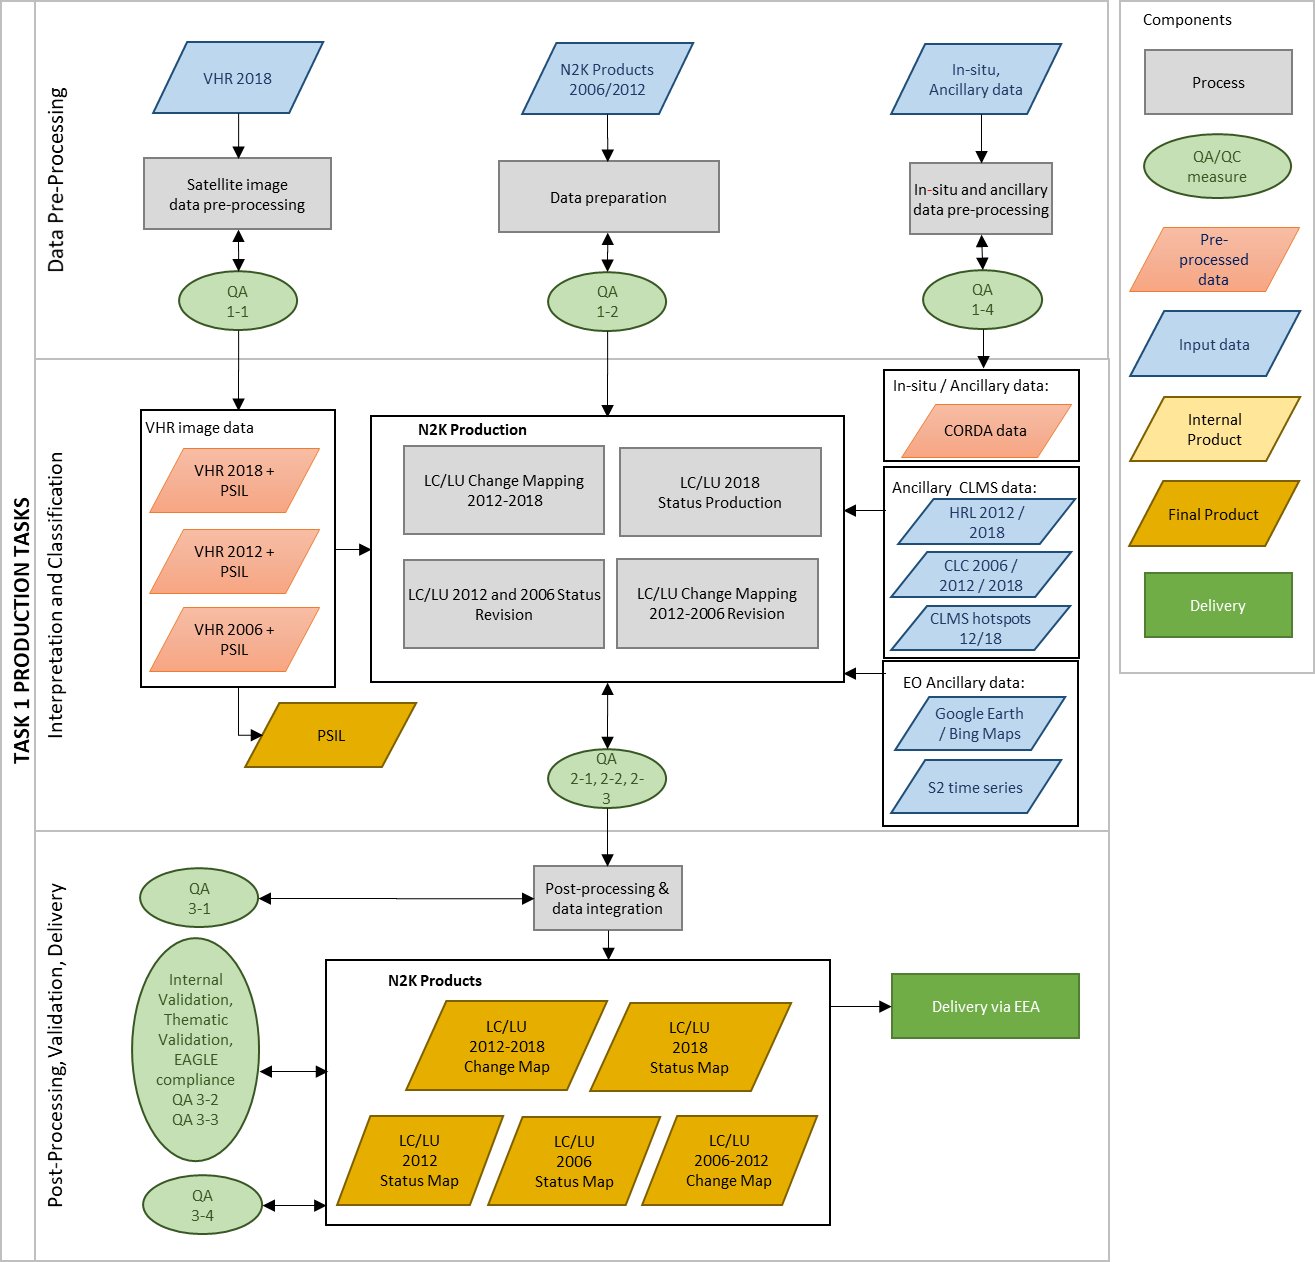 TASK 1 PRODUCTION TASKS
Data Pre-Processing
VHR 2018
N2K Products
2006/2012
In-situ,
Ancillary data
Satellite image
data pre-processing
Data preparation
In-situ and ancillary
data pre-processing
QA
1-1
QA
1-2
QA
1-4
Interpretation and Classification
VHR image data
VHR 2018 +
PSIL
VHR 2012 +
PSIL
VHR 2006 +
PSIL
PSIL
N2K Production
LC/LU Change Mapping
2012-2018
LC/LU 2018
Status Production
LC/LU 2012 and 2006 Status
Revision
LC/LU Change Mapping
2012-2006 Revision
QA
2-1, 2-2, 2-
3
In-situ / Ancillary data:
CORDA data
Ancillary CLMS data:
HRL 2012 /
2018
CLC 2006 /
2012 / 2018
CLMS hotspots
12/18
EO Ancillary data:
Google Earth
/ Bing Maps
S2 time series
Post-Processing, Validation, Delivery
QA
3-1
Post-processing &
data integration
Internal
Validation,
Thematic
Validation,
EAGLE
compliance
QA 3-2
QA 3-3
QA
3-4
N2K Products
LC/LU
2012-2018
Change Map
LC/LU
2018
Status Map
LC/LU
2012
Status Map
LC/LU
2006
Status Map
LC/LU
2006-2012
Change Map
Delivery via EEA
Components
Process
QA/QC
measure
Pre-
processed
data
Input data
Internal
Product
Final Product
Delivery